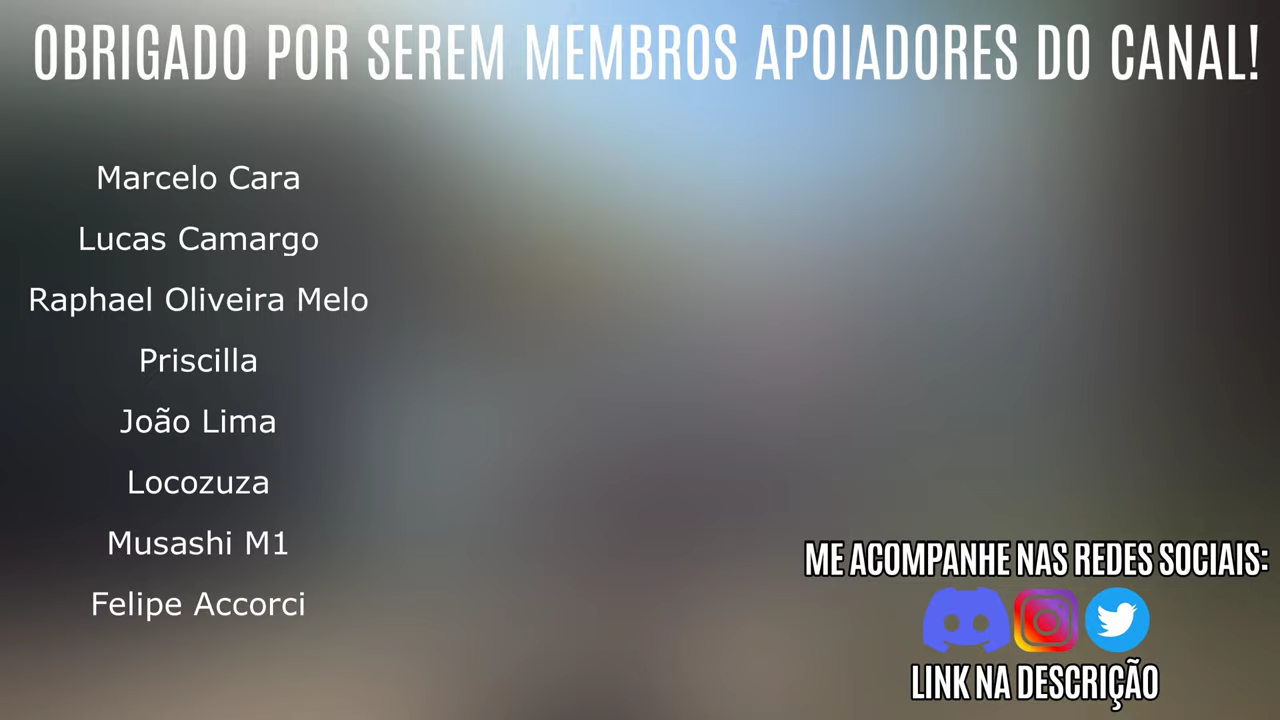 OBRIGADO POR SEREM MEMBROS APOIADORES DO CANAL!
Marcelo Cara
Lucas Camargo
Raphael Oliveira Melo
Priscilla
João Lima
Locozuza
Musashi M1
Felipe Accorci
ME ACOMPANHE NAS REDES SOCIAIS:
LINK NA DESCRIÇÃO